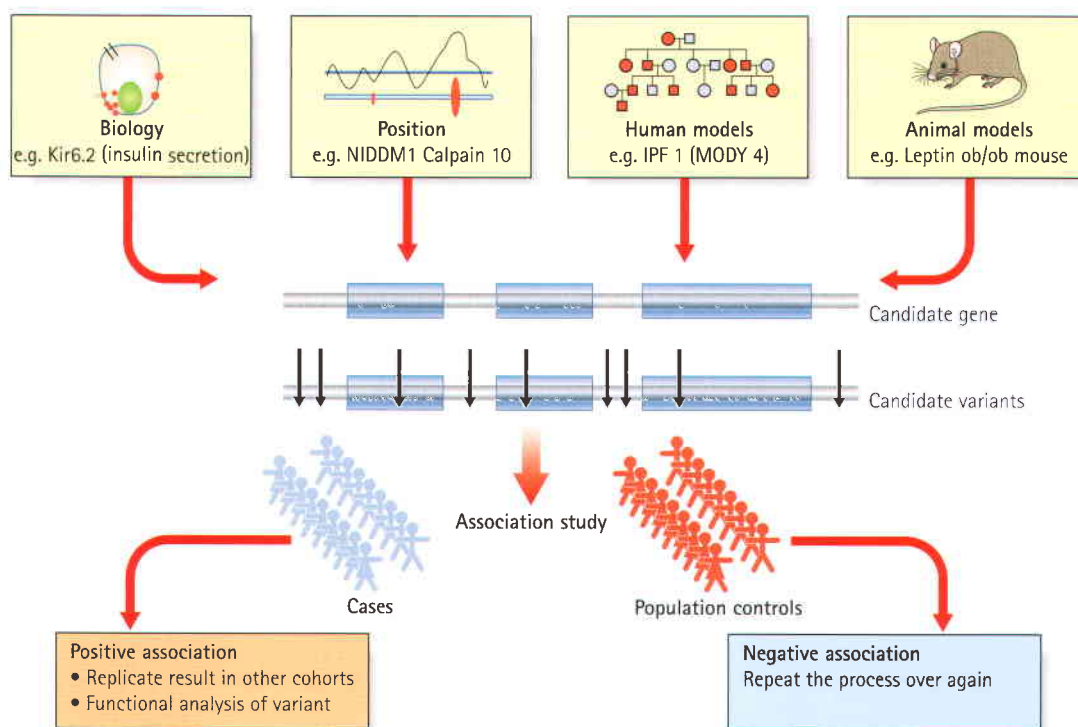 Biology
e.g. Kir6.2 (insulin secretion)
Position
e.g. NIDDM1 Calpain 10
Human models
e.g. IPF 1 (MODY 4)
Animal models
e.g. Leptin ob/ob mouse
Candidate gene
Candidate variants
Association study
Cases
Population controls
Positive association
• Replicate result in other cohorts
• Functional analysis of variant
Negative association
Repeat the process over again